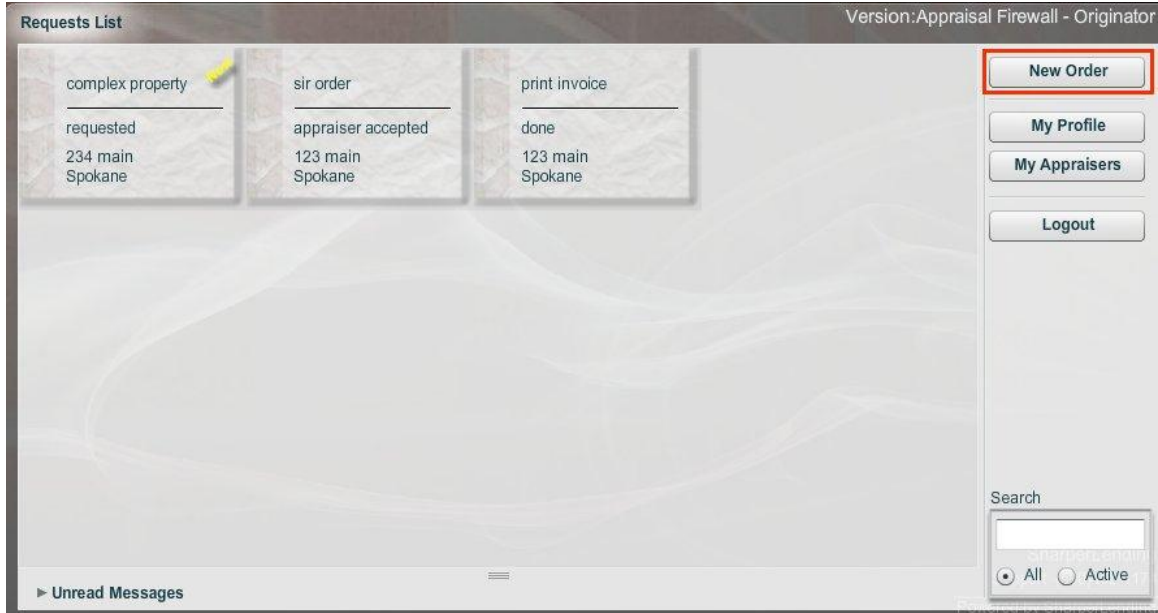 Requests List
Version:Appraisal Firewall - Originator
complex property
requested
234 main
Spokane
sir order
appraiser accepted
123 main
Spokane
print invoice
done
123 main
Spokane
New Order
My Profile
My Appraisers
Logout
Search
All
Active
Unread Messages